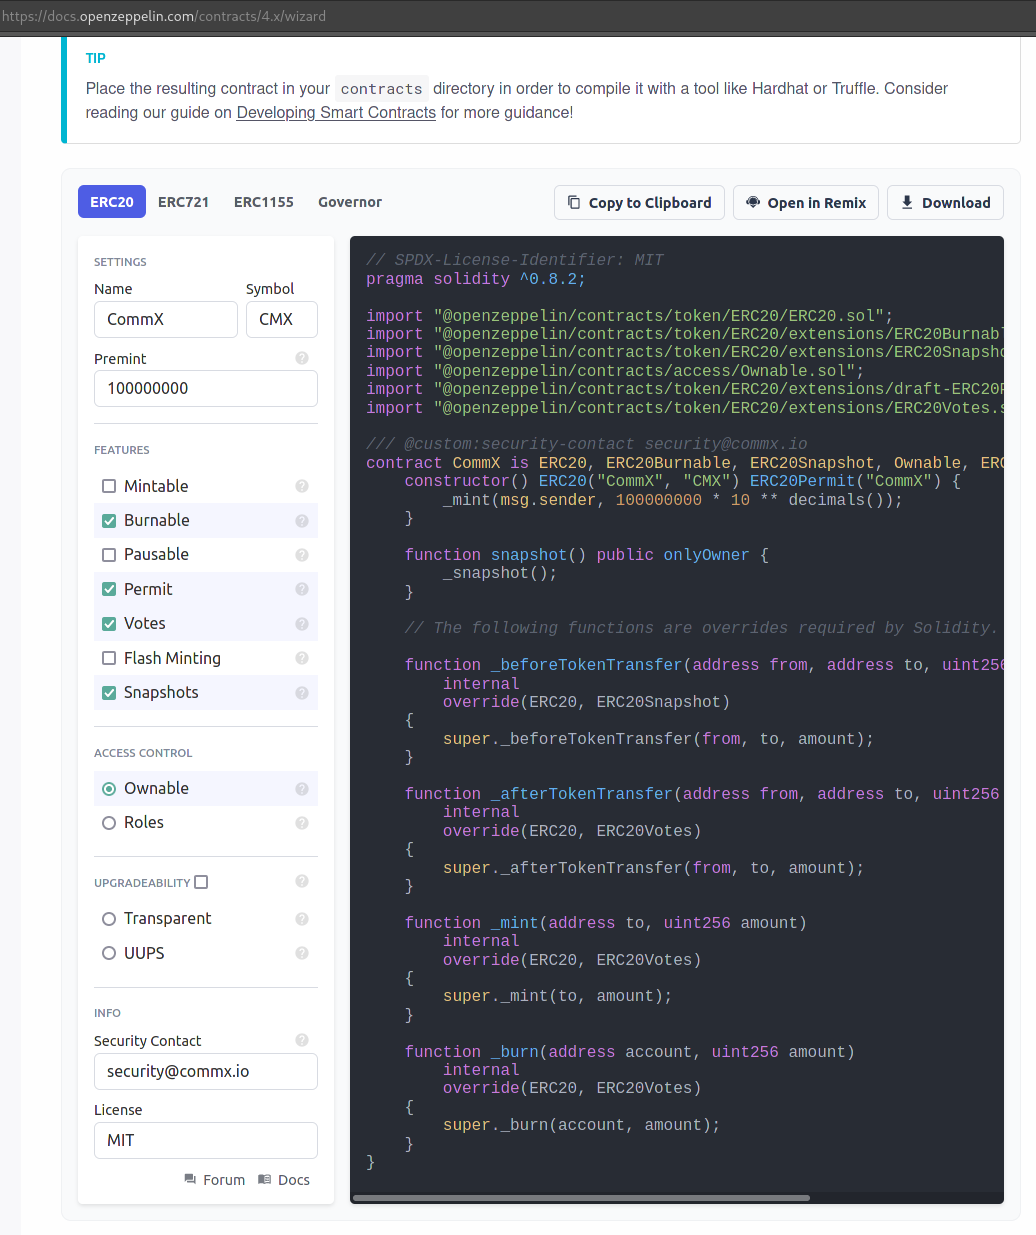 https://docs.openzeppelin.com/contracts/4.x/wizard
TIP
Place the resulting contract in your contracts directory in order to compile it with a tool like Hardhat or Truffle. Consider
reading our guide on Developing Smart Contracts for more guidance!
ERC20 ERC721 ERC1155 Governor Copy to Clipboard Open in Remix Download
SETTINGS
Name Symbol
CommX CMX
Premint ?
100000000
FEATURES
Mintable ?
Burnable ?
Pausable ?
Permit ?
Votes ?
Flash Minting ?
Snapshots ?
ACCESS CONTROL
Ownable ?
Roles ?
UPGRADEABILITY ?
Transparent ?
UUPS ?
INFO
Security Contact ?
security@commx.io
License
MIT
Forum Docs
// SPDX-License-Identifier: MIT
pragma solidity ^0.8.2;
import "@openzeppelin/contracts/token/ERC20/ERC20.sol";
import "@openzeppelin/contracts/token/ERC20/extensions/ERC20Burnabl
import "@openzeppelin/contracts/token/ERC20/extensions/ERC20Snapsho
import "@openzeppelin/contracts/access/Ownable.sol";
import "@openzeppelin/contracts/token/ERC20/extensions/draft-ERC20P
import "@openzeppelin/contracts/token/ERC20/extensions/ERC20Votes.s
/// @custom:security-contact security@commx.io
contract CommX is ERC20, ERC20Burnable, ERC20Snapshot, Ownable, ERC
constructor() ERC20("CommX", "CMX") ERC20Permit("CommX") {
_mint(msg.sender, 100000000 * 10 ** decimals());
}
function snapshot() public onlyOwner {
_snapshot();
}
// The following functions are overrides required by Solidity.
function _beforeTokenTransfer(address from, address to, uint256
internal
override(ERC20, ERC20Snapshot)
{
super._beforeTokenTransfer(from, to, amount);
}
function _afterTokenTransfer(address from, address to, uint256
internal
override(ERC20, ERC20Votes)
{
super._afterTokenTransfer(from, to, amount);
}
function _mint(address to, uint256 amount)
internal
override(ERC20, ERC20Votes)
{
super._mint(to, amount);
}
function _burn(address account, uint256 amount)
internal
override(ERC20, ERC20Votes)
{
super._burn(account, amount);
}
}